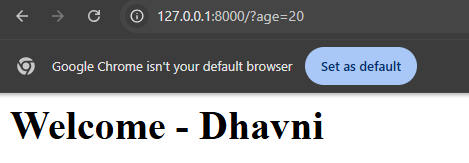 127.0.0.1:8000/?age=20
Google Chrome isn't your default browser Set as default
Welcome - Dhavni